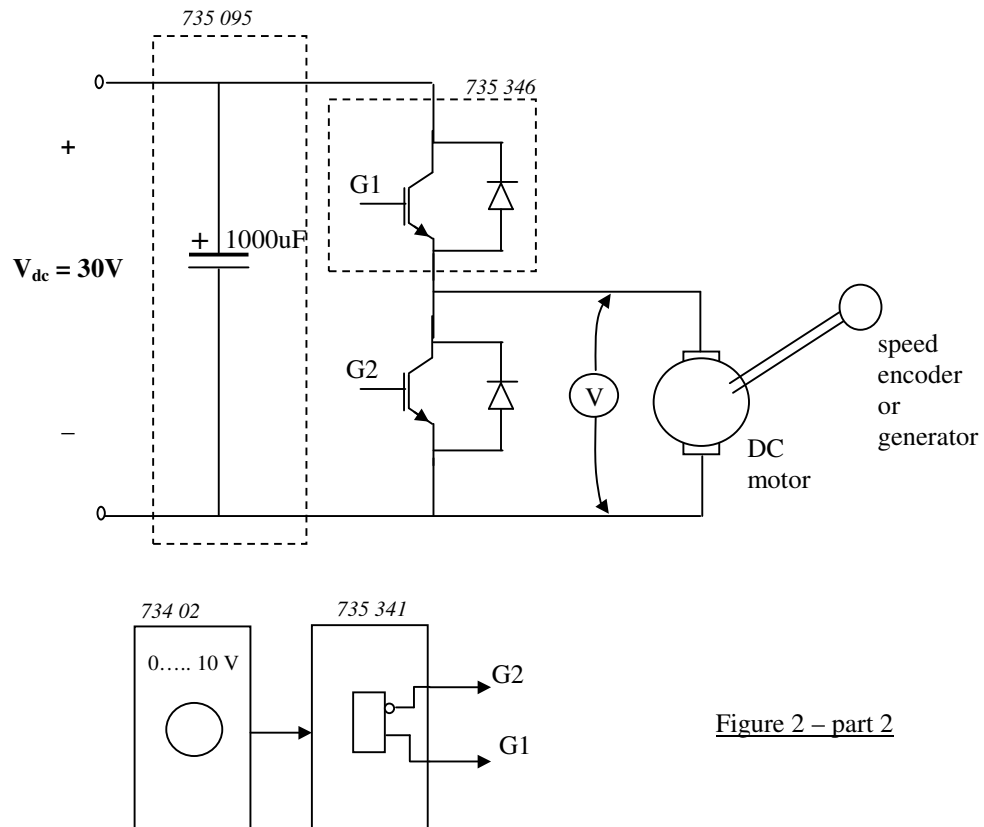 735 095
735 346
+
G1
+ 1000uF
Vdc = 30V
speed
encoder
or
generator
G2
V
–
DC
motor
734 02
735 341
0..... 10 V
G2
G1
Figure 2 – part 2